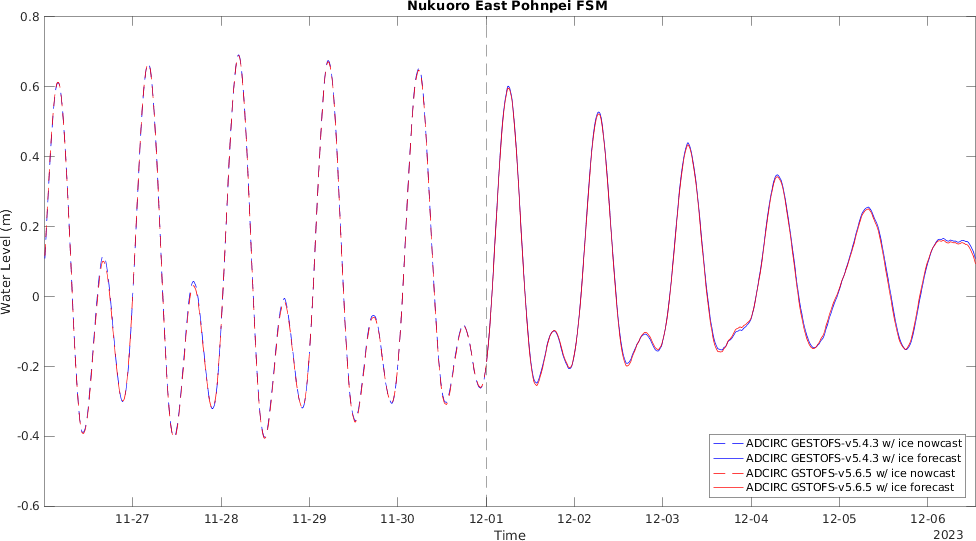 Nukuoro East Pohnpei FSM
Water Level (m)
0.8
0.6
0.4
0.2
0
-0.2
-0.4
-0.6
ADCIRC GESTOFS-v5.4.3 w/ ice nowcast
ADCIRC GESTOFS-v5.4.3 w/ ice forecast
ADCIRC GSTOFS-v5.6.5 w/ ice nowcast
ADCIRC GSTOFS-v5.6.5 w/ ice forecast
11-27 11-28 11-29 11-30 12-01 12-02 12-03 12-04 12-05 12-06
Time
2023